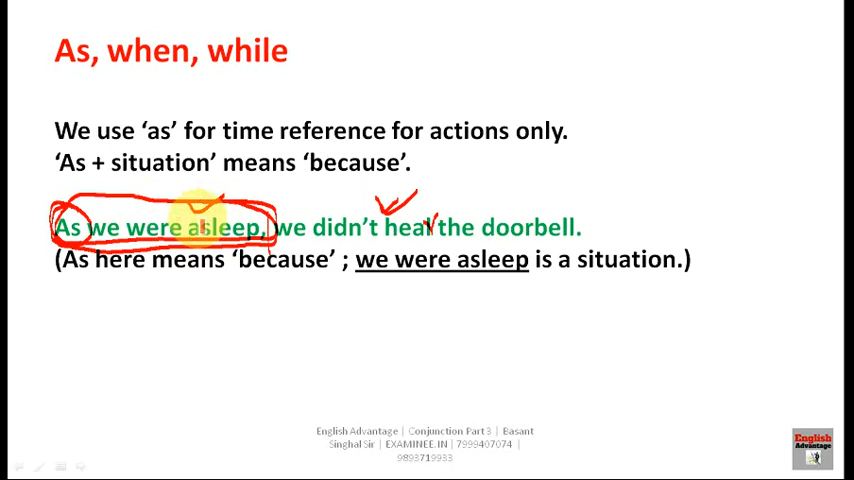 As, when, while
We use ‘as’ for time reference for actions only.
‘As + situation’ means ‘because’.
As we were asleep, we didn’t heal the doorbell.
(As here means ‘because’ ; we were asleep is a situation.)
English Advantage | Conjunction Part 3 | Basant
Singhal Sir | EXAMINEE.IN | 7999407074 |
9893719933
English
Advantage